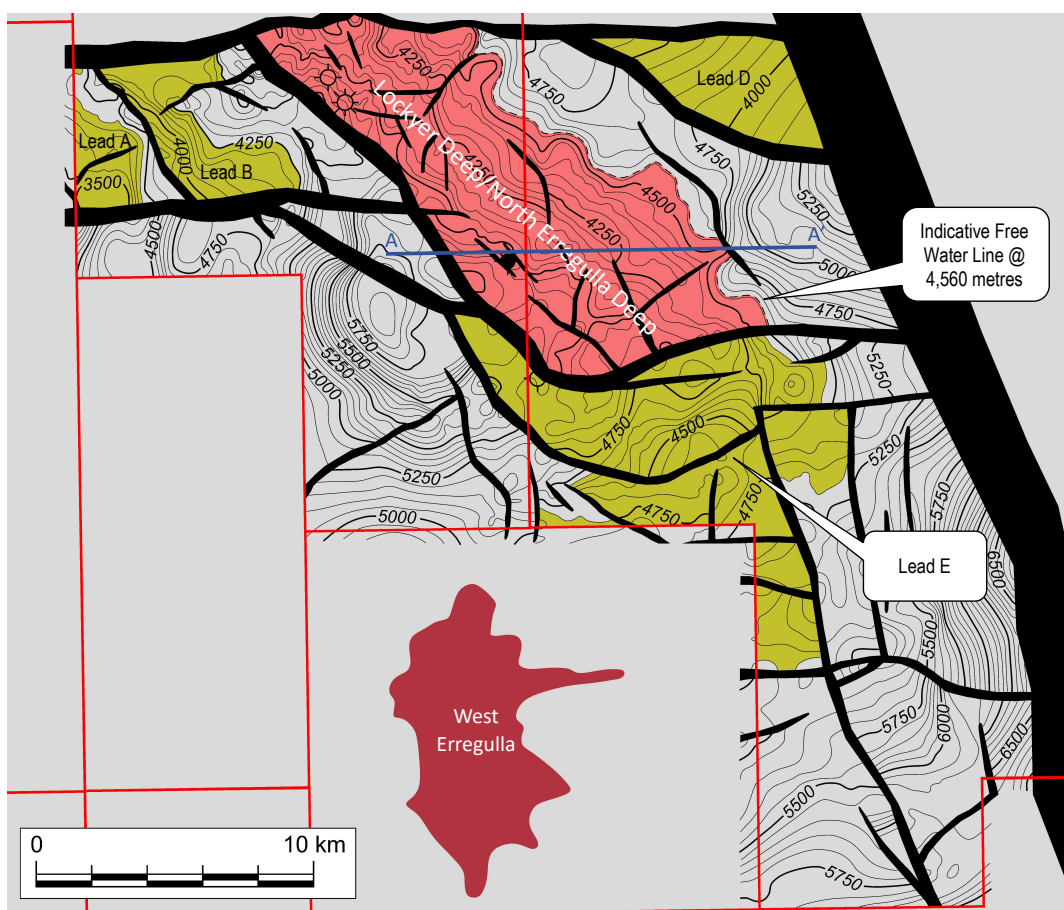 4250
4750
Lead D
4000
Lockyer Deep/North Erregulla Deep
Lead A
4000
4250
Lead B
3500
4250
4500
4750
5250
4500
4750
4250
A
A'
5000
Indicative Free
Water Line @
4,560 metres
4750
5750
5500
5250
5000
5250
4750
4500
5250
5250
4750
4750
5000
5750
6500
Lead E
5500
West
Erregulla
5750
6000
6500
5500
5750
0
10 km